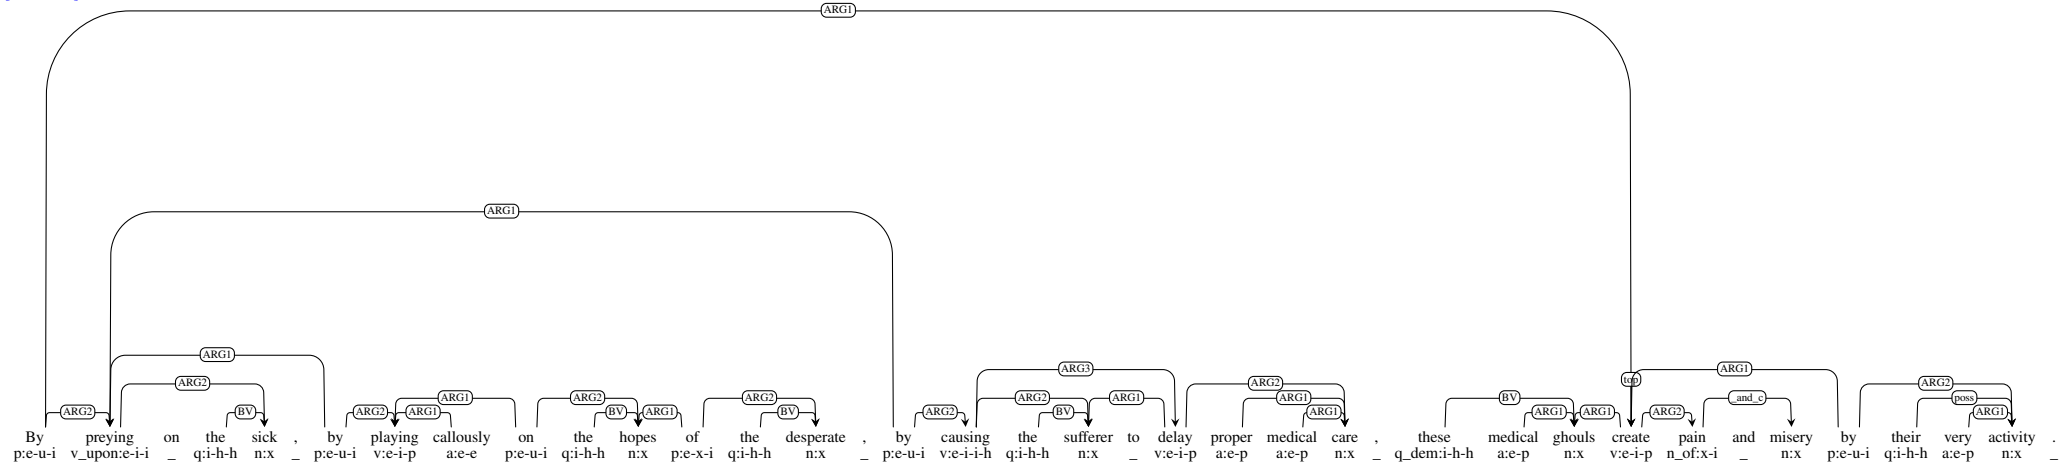 ARG1
ARG1
ARG1 ARG3 top ARG1
ARG2 ARG2 ARG2
ARG1 ARG2 ARG2 ARG2 ARG1 ARG1 BV _and_c poss
ARG2 BV ARG2 ARG1 BV ARG1 BV ARG2 BV ARG1 ARG1 ARG1 ARG2 ARG1
By preying on the sick , by playing callously on the hopes of the desperate , by causing the sufferer to delay proper medical care , these medical ghouls create pain and misery by their very activity .
p:e-u-i v_upon:e-i-i _ q:i-h-h n:x _ p:e-u-i v:e-i-p a:e-e p:e-u-i q:i-h-h n:x p:e-x-i q:i-h-h n:x _ p:e-u-i v:e-i-i-h q:i-h-h n:x _ v:e-i-p a:e-p a:e-p n:x _ q_dem:i-h-h a:e-p n:x v:e-i-p n_of:x-i _ n:x p:e-u-i q:i-h-h a:e-p n:x _